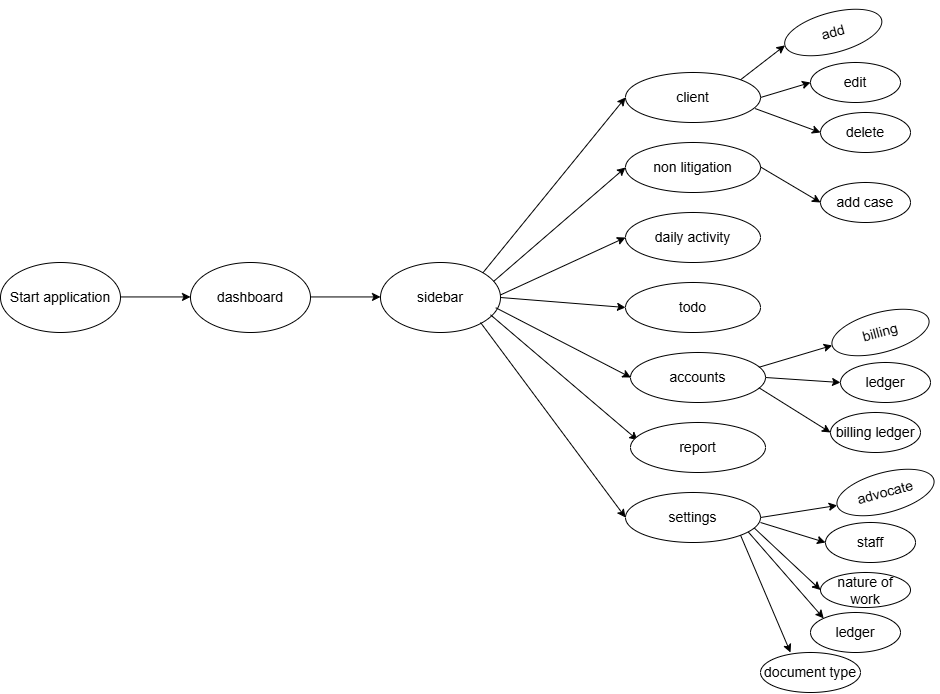 add
edit
client
delete
non litigation
add case
daily activity
Start application
dashboard
sidebar
todo
billing
accounts
ledger
billing ledger
report
advocate
settings
staff
nature of
work
ledger
document type